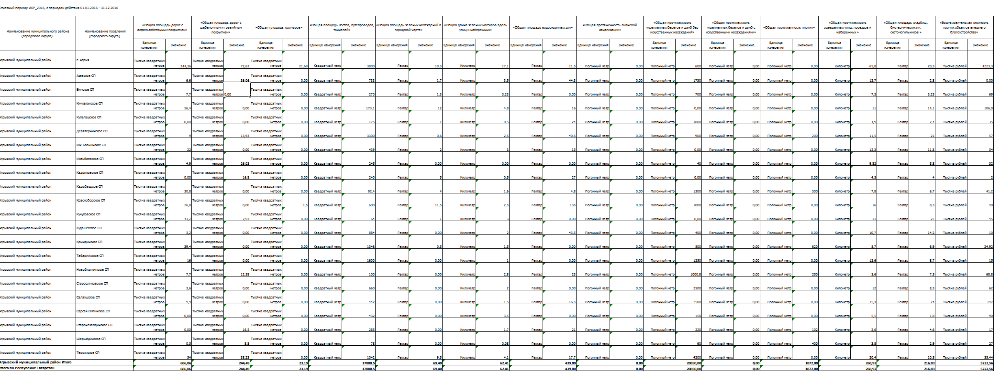 Отчетный период: ИБР_2016, с периодом действия 01.01.2016 - 31.12.2016
Наименование муниципального района (городского округа) Наименование поселения (городского округа) «Общая площадь дорог с асфальтобетонным покрытием» «Общая площадь дорог с щебеночным и гравийным покрытием» «Общая площадь тротуаров» «Общая площадь мостов, путепроводов, тоннелей» «Общая площадь зеленых насаждений в городской черте» «Общая длина зеленых массивов вдоль улиц и набережных» «Общая площадь водоохранных зон» «Общая протяженность ливневой канализации» «Общая протяженность укрепленных берегов и дамб без искусственных насаждений» «Общая протяженность укрепленных берегов и дамб с искусственными насаждениями» «Общая протяженность плотин» «Общая протяженность освещенных улиц, проездов и набережных » «Общая площадь кладбищ, биотермических ям, скотомогильников » «Восстановительная стоимость прочих объектов внешнего благоустройства»
Единица измерения Значение Единица измерения Значение Единица измерения Значение Единица измерения Значение Единица измерения Значение Единица измерения Значение Единица измерения Значение Единица измерения Значение Единица измерения Значение Единица измерения Значение Единица измерения Значение Единица измерения Значение Единица измерения Значение Единица измерения Значение
Агрызский муниципальный район г. Агрыз Тысяча квадратных метров 344,36 Тысяча квадратных метров 72,63 Тысяча квадратных метров 21,69 Квадратный метр 3800 Гектар 19,3 Километр 17,1 Гектар 11,5 Погонный метр 0,00 Погонный метр 600 Погонный метр 0,00 Погонный метр 0,00 Километр 65,8 Гектар 20,3 Тысяча рублей 4223,3
Агрызский муниципальный район Азевское СП Тысяча квадратных метров 6,6 Тысяча квадратных метров 36,06 Тысяча квадратных метров 0,00 Квадратный метр 733 Гектар 1,7 Километр 3,5 Гектар 44,3 Погонный метр 0,00 Погонный метр 1730 Погонный метр 0,00 Погонный метр 0,00 Километр 12,7 Гектар 2,8 Тысяча рублей 0,00
Агрызский муниципальный район Бимское СП Тысяча квадратных метров 7,7 Тысяча квадратных метров 0,00 Тысяча квадратных метров 0,00 Квадратный метр 270 Гектар 1,3 Километр 3,23 Гектар 0,00 Погонный метр 0,00 Погонный метр 700 Погонный метр 0,00 Погонный метр 0,00 Километр 7,3 Гектар 3,23 Тысяча рублей 69
Агрызский муниципальный район Кичкетанское СП Тысяча квадратных метров 56,4 Тысяча квадратных метров 0,00 Тысяча квадратных метров 0,00 Квадратный метр 173,1 Гектар 12 Километр 4,8 Гектар 16 Погонный метр 0,00 Погонный метр 0,00 Погонный метр 0,00 Погонный метр 0,00 Километр 11 Гектар 14,1 Тысяча рублей 106,9
Агрызский муниципальный район Кулегашское СП Тысяча квадратных метров 0,00 Тысяча квадратных метров 0,00 Тысяча квадратных метров 0,00 Квадратный метр 175 Гектар 1 Километр 0,5 Гектар 24 Погонный метр 0,00 Погонный метр 1800 Погонный метр 0,00 Погонный метр 0,00 Километр 4,9 Гектар 2,4 Тысяча рублей 35
Агрызский муниципальный район Девятернинское СП Тысяча квадратных метров 9 Тысяча квадратных метров 13,93 Тысяча квадратных метров 0,00 Квадратный метр 3300 Гектар 0,6 Километр 2,5 Гектар 40,5 Погонный метр 0,00 Погонный метр 900 Погонный метр 0,00 Погонный метр 200 Километр 11,5 Гектар 21 Тысяча рублей 57
Агрызский муниципальный район Иж-Бобьинское СП Тысяча квадратных метров 22 Тысяча квадратных метров 0,00 Тысяча квадратных метров 0,00 Квадратный метр 439 Гектар 2 Километр 3 Гектар 15 Погонный метр 0,00 Погонный метр 0,00 Погонный метр 0,00 Погонный метр 0,00 Километр 12,3 Гектар 11,8 Тысяча рублей 54
Агрызский муниципальный район Исенбаевское СП Тысяча квадратных метров 4,9 Тысяча квадратных метров 26,03 Тысяча квадратных метров 0,00 Квадратный метр 245 Гектар 0,00 Километр 0,00 Гектар 0,00 Погонный метр 0,00 Погонный метр 40 Погонный метр 0,00 Погонный метр 0,00 Километр 9,82 Гектар 5,8 Тысяча рублей 32
Агрызский муниципальный район Кадряковское СП Тысяча квадратных метров 0,00 Тысяча квадратных метров 16,8 Тысяча квадратных метров 0,00 Квадратный метр 240 Гектар 5 Километр 0,5 Гектар 27 Погонный метр 0,00 Погонный метр 0,00 Погонный метр 0,00 Погонный метр 0,00 Километр 4,5 Гектар 4 Тысяча рублей 2
Агрызский муниципальный район Кадыбашское СП Тысяча квадратных метров 30,8 Тысяча квадратных метров 0,00 Тысяча квадратных метров 0,00 Квадратный метр 92,4 Гектар 4 Километр 1,6 Гектар 4,8 Погонный метр 0,00 Погонный метр 1300 Погонный метр 0,00 Погонный метр 300 Километр 7,8 Гектар 6,7 Тысяча рублей 41,2
Агрызский муниципальный район Красноборское СП Тысяча квадратных метров 26,8 Тысяча квадратных метров 0,00 Тысяча квадратных метров 1,5 Квадратный метр 600 Гектар 11,5 Километр 2,5 Гектар 135 Погонный метр 0,00 Погонный метр 1000 Погонный метр 0,00 Погонный метр 0,00 Километр 16 Гектар 8,3 Тысяча рублей 40
Агрызский муниципальный район Кучуковское СП Тысяча квадратных метров 43,2 Тысяча квадратных метров 2,93 Тысяча квадратных метров 0,00 Квадратный метр 64 Гектар 1 Километр 3 Гектар 0,00 Погонный метр 0,00 Погонный метр 0,00 Погонный метр 0,00 Погонный метр 0,00 Километр 11 Гектар 27 Тысяча рублей 45
Агрызский муниципальный район Кудашевское СП Тысяча квадратных метров 3,2 Тысяча квадратных метров 0,00 Тысяча квадратных метров 0,00 Квадратный метр 884 Гектар 0,00 Километр 2 Гектар 43,5 Погонный метр 0,00 Погонный метр 400 Погонный метр 0,00 Погонный метр 0,00 Километр 10,7 Гектар 14,2 Тысяча рублей 10
Агрызский муниципальный район Крындинское СП Тысяча квадратных метров 39,4 Тысяча квадратных метров 0,00 Тысяча квадратных метров 0,00 Квадратный метр 1346 Гектар 0,5 Километр 1,5 Гектар 0,00 Погонный метр 0,00 Погонный метр 500 Погонный метр 0,00 Погонный метр 620 Километр 5,7 Гектар 6,9 Тысяча рублей 24,92
Агрызский муниципальный район Табарлинское СП Тысяча квадратных метров 16 Тысяча квадратных метров 0,00 Тысяча квадратных метров 0,00 Квадратный метр 1600 Гектар 0,00 Километр 1 Гектар 0,00 Погонный метр 0,00 Погонный метр 1250 Погонный метр 0,00 Погонный метр 0,00 Километр 12,6 Гектар 8,7 Тысяча рублей 15
Агрызский муниципальный район Новобизякинское СП Тысяча квадратных метров 7,7 Тысяча квадратных метров 12,58 Тысяча квадратных метров 0,00 Квадратный метр 100 Гектар 0,00 Километр 2,8 Гектар 23 Погонный метр 0,00 Погонный метр 1000,8 Погонный метр 0,00 Погонный метр 250 Километр 5,6 Гектар 7,5 Тысяча рублей 68,8
Агрызский муниципальный район Старосляковское СП Тысяча квадратных метров 3,6 Тысяча квадратных метров 0,00 Тысяча квадратных метров 0,00 Квадратный метр 660 Гектар 0,00 Километр 2 Гектар 0,00 Погонный метр 0,00 Погонный метр 2500 Погонный метр 0,00 Погонный метр 0,00 Километр 12 Гектар 8,3 Тысяча рублей 62
Агрызский муниципальный район Салаушское СП Тысяча квадратных метров 9,9 Тысяча квадратных метров 0,00 Тысяча квадратных метров 0,00 Квадратный метр 442 Гектар 0,00 Километр 1,5 Гектар 16,5 Погонный метр 0,00 Погонный метр 2500 Погонный метр 0,00 Погонный метр 0,00 Километр 15,4 Гектар 24 Тысяча рублей 147
Агрызский муниципальный район Сарсак-Омгинское СП Тысяча квадратных метров 0,00 Тысяча квадратных метров 0,00 Тысяча квадратных метров 0,00 Квадратный метр 432 Гектар 0,00 Километр 3,5 Гектар 0,00 Погонный метр 0,00 Погонный метр 150 Погонный метр 0,00 Погонный метр 0,00 Километр 5,5 Гектар 1,8 Тысяча рублей 90
Агрызский муниципальный район Старочекалдинское СП Тысяча квадратных метров 0,00 Тысяча квадратных метров 16,5 Тысяча квадратных метров 0,00 Квадратный метр 285 Гектар 0,00 Километр 1,7 Гектар 21 Погонный метр 0,00 Погонный метр 220 Погонный метр 0,00 Погонный метр 102 Километр 2,6 Гектар 4,6 Тысяча рублей 17
Агрызский муниципальный район Шаршадинское СП Тысяча квадратных метров 0,5 Тысяча квадратных метров 8,8 Тысяча квадратных метров 0,00 Квадратный метр 78 Гектар 0,00 Километр 0,08 Гектар 0,00 Погонный метр 0,00 Погонный метр 60 Погонный метр 0,00 Погонный метр 400 Километр 3,8 Гектар 2,9 Тысяча рублей 27
Агрызский муниципальный район Терсинское СП Тысяча квадратных метров 54 Тысяча квадратных метров 38,23 Тысяча квадратных метров 0,00 Квадратный метр 1042 Гектар 9,5 Километр 4,1 Гектар 17,7 Погонный метр 0,00 Погонный метр 4200 Погонный метр 0,00 Погонный метр 0,00 Километр 20,4 Гектар 10,5 Тысяча рублей 55,44
Агрызский муниципальный район Итого 686,06 244,49 23,19 17000,5 69,40 62,41 439,80 0,00 20850,80 0,00 1872,00 268,92 216,83 5222,56
Итого по Республике Татарстан 686,06 244,49 23,19 17000,5 69,40 62,41 439,80 0,00 20850,80 0,00 1872,00 268,92 216,83 5222,56